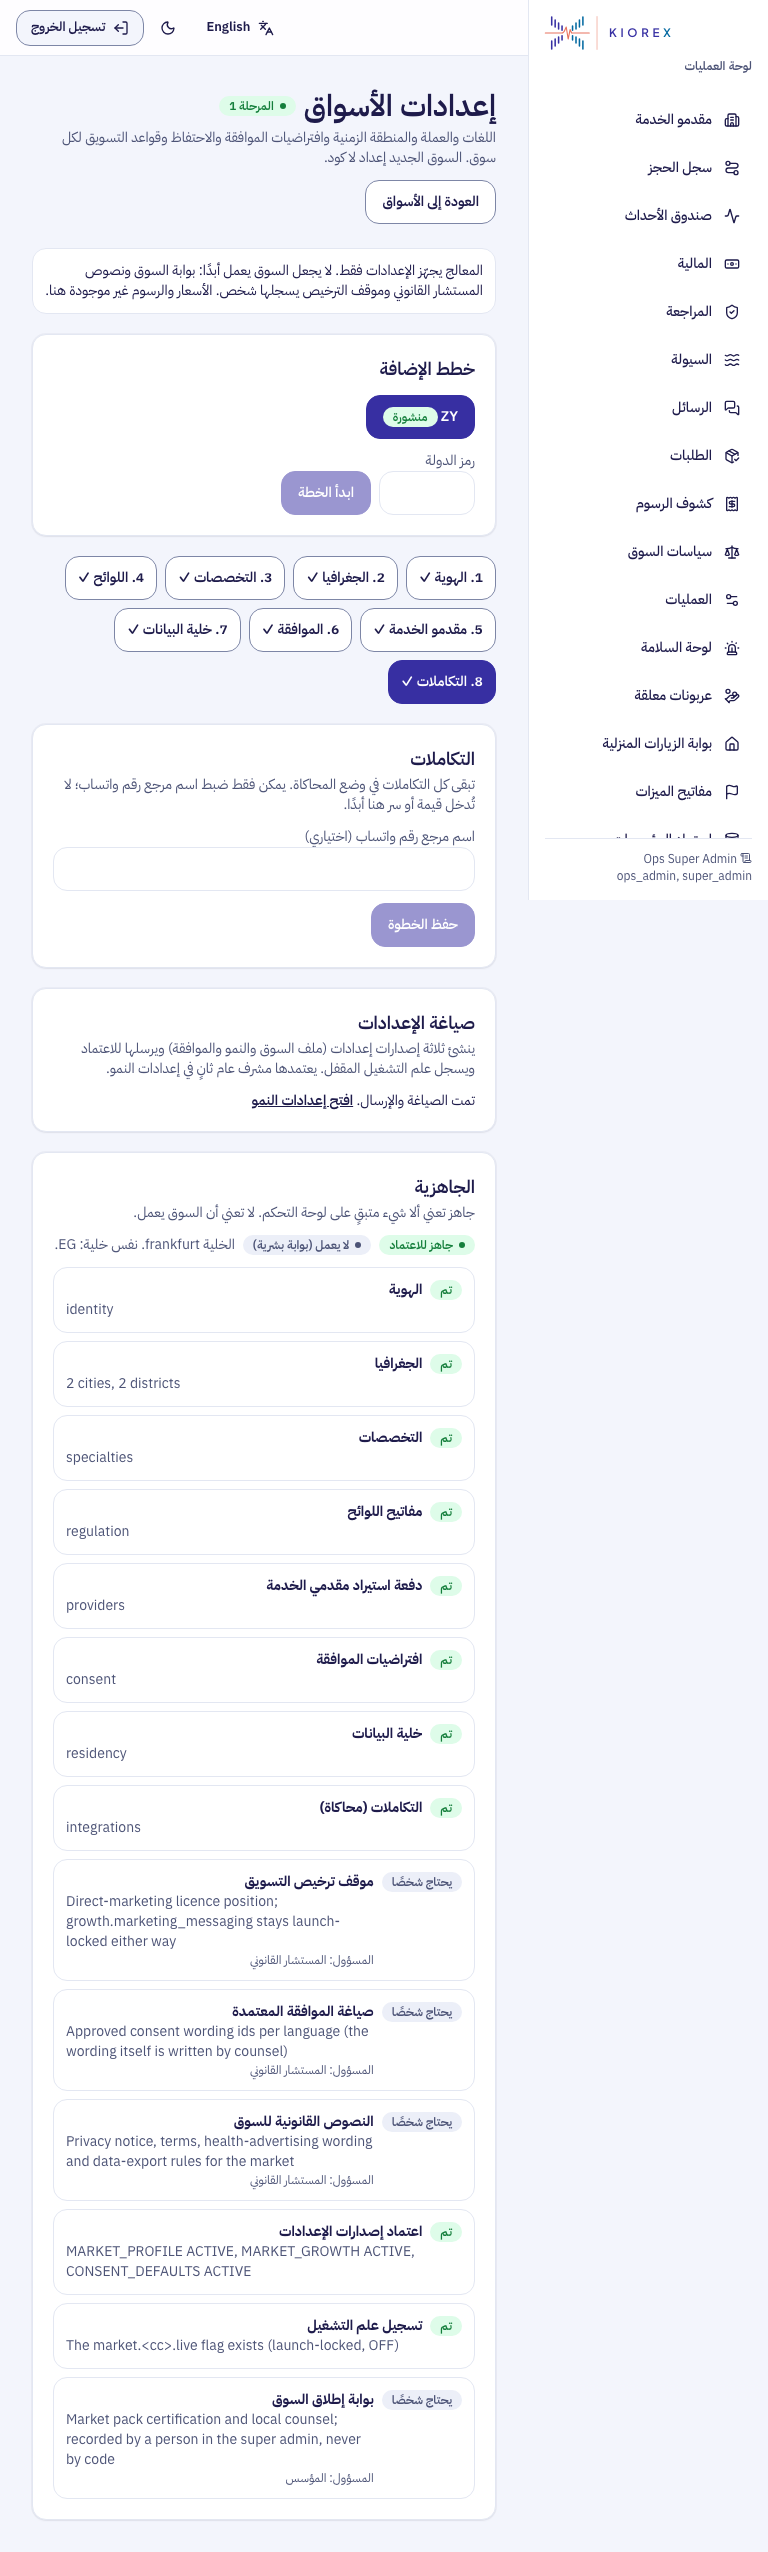 KIOREX
لوحة العمليات
مقدمو الخدمة
سجل الحجز
صندوق الأحداث
المالية
المراجعة
السيولة
الرسائل
الطلبات
كشوف الرسوم
سياسات السوق
العمليات
لوحة السلامة
عربونات معلقة
بوابة الزيارات المنزلية
مفاتيح الميزات
Ops Super Admin
ops_admin, super_admin
English
تسجيل الخروج
إعدادات الأسواق
المرحلة 1
اللغات والعملة والمنطقة الزمنية وافتراضيات الموافقة والاحتفاظ وقواعد التسويق لكل
سوق. السوق الجديد إعداد لا كود.
العودة إلى الأسواق
المعالج يجهّز الإعدادات فقط. لا يجعل السوق يعمل أبدًا: بوابة السوق ونصوص
المستشار القانوني وموقف الترخيص يسجلها شخص. الأسعار والرسوم غير موجودة هنا.
خطط الإضافة
ZY منشورة
رمز الدولة
ابدأ الخطة
1. الهوية ✓
2. الجغرافيا ✓
3. التخصصات ✓
4. اللوائح ✓
5. مقدمو الخدمة ✓
6. الموافقة ✓
7. خلية البيانات ✓
8. التكاملات ✓
التكاملات
تبقى كل التكاملات في وضع المحاكاة. يمكن فقط ضبط اسم مرجع رقم واتساب؛ لا
تُدخل قيمة أو سر هنا أبدًا.
اسم مرجع رقم واتساب (اختياري)
حفظ الخطوة
صياغة الإعدادات
ينشئ ثلاثة إصدارات إعدادات (ملف السوق والنمو والموافقة) ويرسلها للاعتماد
ويسجل علم التشغيل المقفل. يعتمدها مشرف عام ثانٍ في إعدادات النمو.
تمت الصياغة والإرسال. افتح إعدادات النمو
الجاهزية
جاهز تعني ألا شيء متبقٍ على لوحة التحكم. لا تعني أن السوق يعمل.
جاهز للاعتماد
لا يعمل (بوابة بشرية)
الخلية frankfurt. نفس خلية: EG.
تم
الهوية
identity
تم
الجغرافيا
2 cities, 2 districts
تم
التخصصات
specialties
تم
مفاتيح اللوائح
regulation
تم
دفعة استيراد مقدمي الخدمة
providers
تم
افتراضيات الموافقة
consent
تم
خلية البيانات
residency
تم
التكاملات (محاكاة)
integrations
يحتاج شخصًا
موقف ترخيص التسويق
Direct-marketing licence position;
growth.marketing_messaging stays launch-
locked either way
المسؤول: المستشار القانوني
يحتاج شخصًا
صياغة الموافقة المعتمدة
Approved consent wording ids per language (the
wording itself is written by counsel)
المسؤول: المستشار القانوني
يحتاج شخصًا
النصوص القانونية للسوق
Privacy notice, terms, health-advertising wording
and data-export rules for the market
المسؤول: المستشار القانوني
تم
اعتماد إصدارات الإعدادات
MARKET_PROFILE ACTIVE, MARKET_GROWTH ACTIVE,
CONSENT_DEFAULTS ACTIVE
تم
تسجيل علم التشغيل
The market.<cc>.live flag exists (launch-locked, OFF)
يحتاج شخصًا
بوابة إطلاق السوق
Market pack certification and local counsel;
recorded by a person in the super admin, never
by code
المسؤول: المؤسس